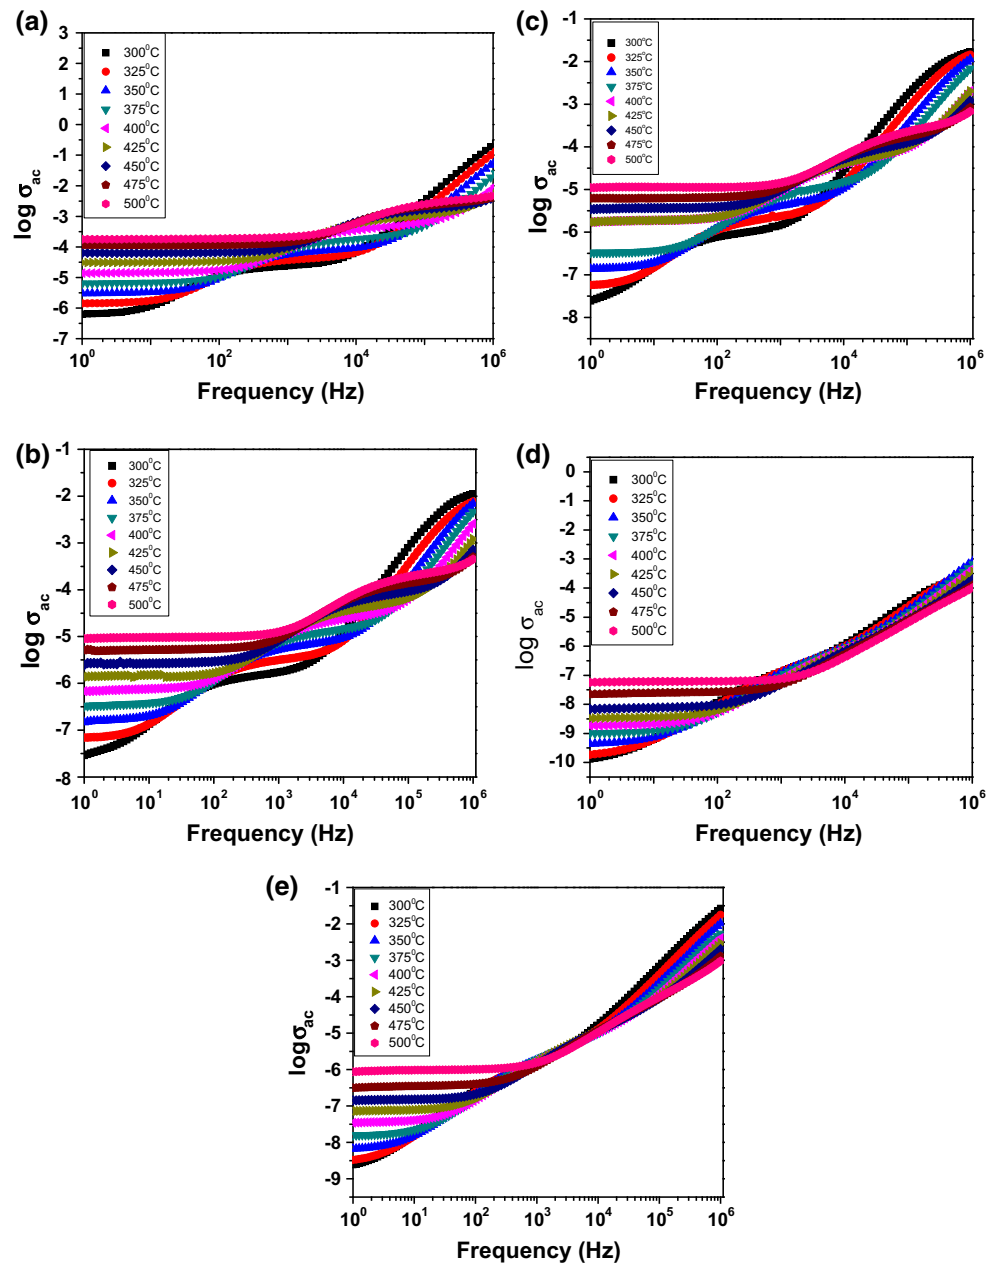 (a)
3
2
1
0
-1
-2
-3
-4
-5
-6
-7
log σac
300⁰C
325⁰C
350⁰C
375⁰C
400⁰C
425⁰C
450⁰C
475⁰C
500⁰C
10⁰ 10² 10⁴ 10⁶
Frequency (Hz)
(c)
-1
-2
-3
-4
-5
-6
-7
-8
log σac
300⁰C
325⁰C
350⁰C
375⁰C
400⁰C
425⁰C
450⁰C
475⁰C
500⁰C
10⁰ 10² 10⁴ 10⁶
Frequency (Hz)
(b)
-1
-2
-3
-4
-5
-6
-7
-8
log σac
300⁰C
325⁰C
350⁰C
375⁰C
400⁰C
425⁰C
450⁰C
475⁰C
500⁰C
10⁰ 10¹ 10² 10³ 10⁴ 10⁵ 10⁶
Frequency (Hz)
(d)
0
-1
-2
-3
-4
-5
-6
-7
-8
-9
-10
log σac
300⁰C
325⁰C
350⁰C
375⁰C
400⁰C
425⁰C
450⁰C
475⁰C
500⁰C
10⁰ 10² 10⁴ 10⁶
Frequency (Hz)
(e)
-1
-2
-3
-4
-5
-6
-7
-8
-9
logσac
300⁰C
325⁰C
350⁰C
375⁰C
400⁰C
425⁰C
450⁰C
475⁰C
500⁰C
10⁰ 10¹ 10² 10³ 10⁴ 10⁵ 10⁶
Frequency (Hz)